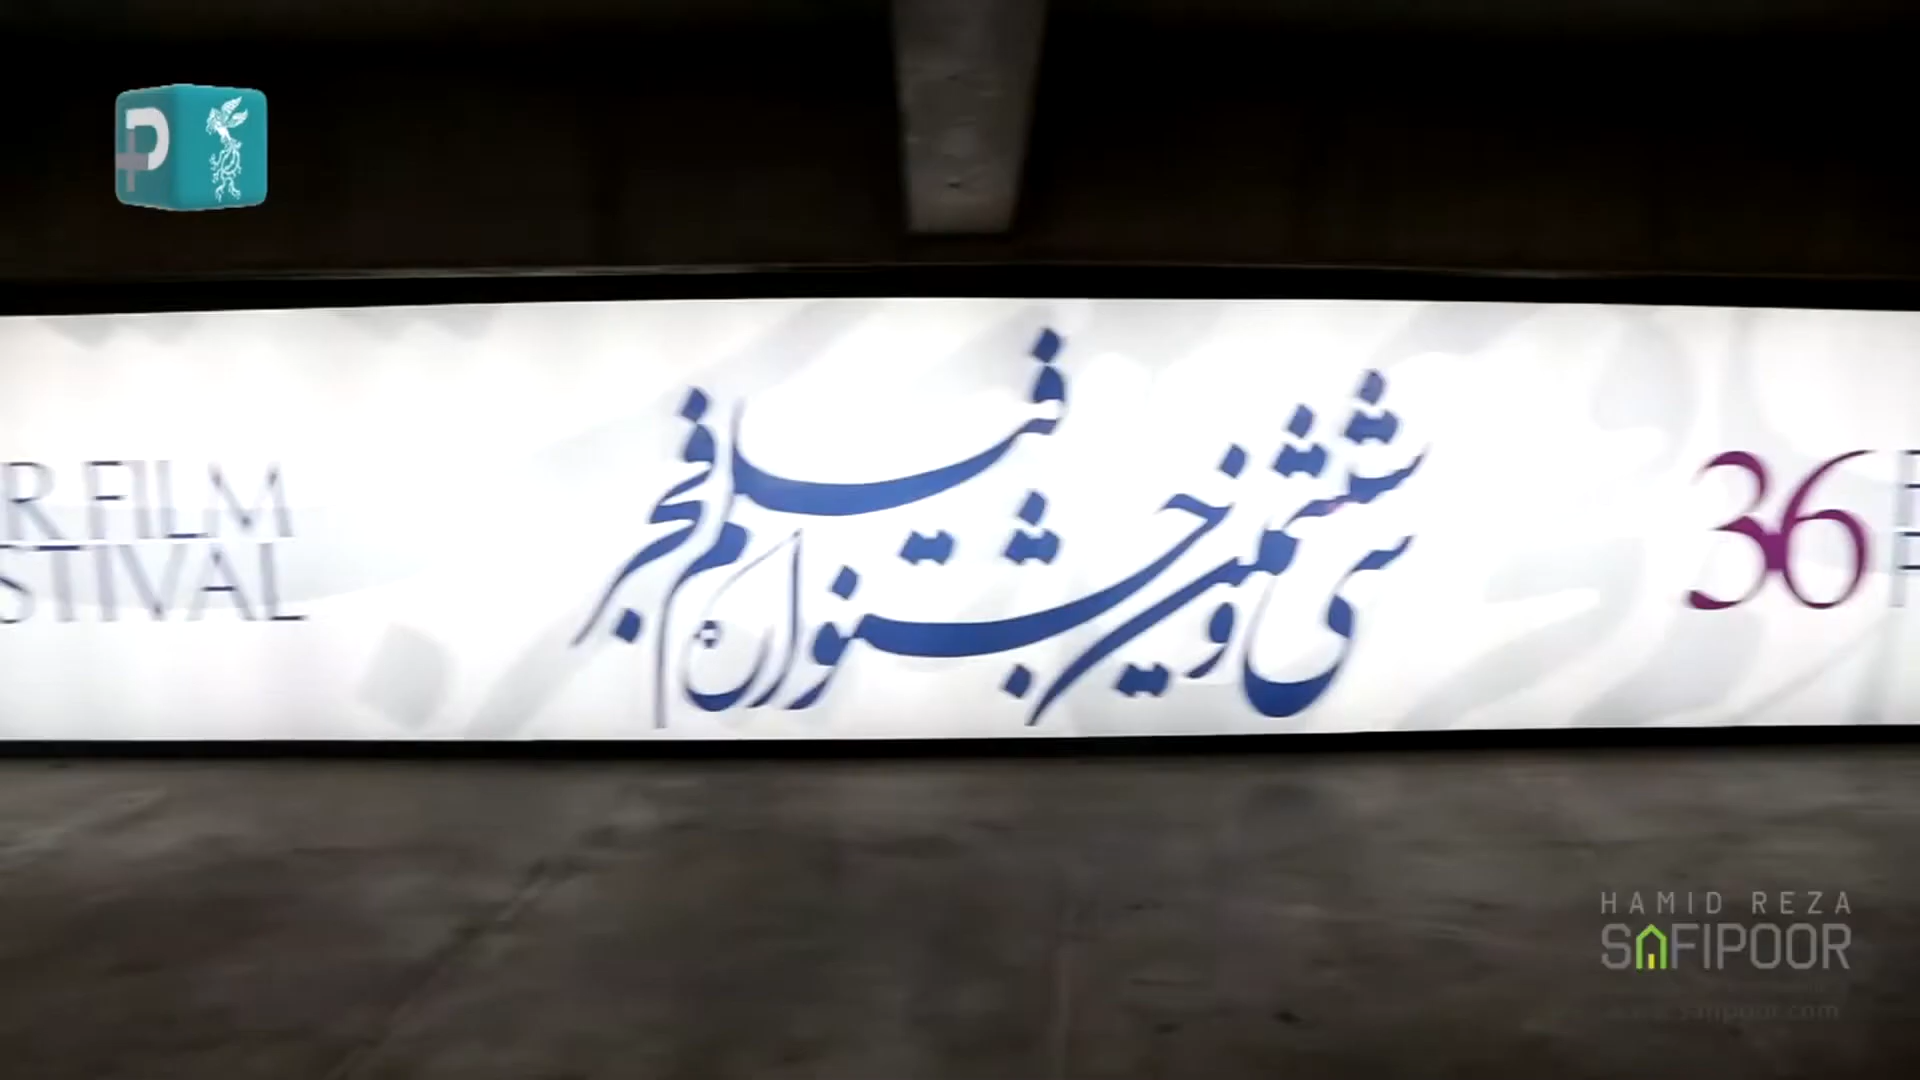 سی و ششمین جشنواره فیلم فجر
R FILM
STIVAL
36
HAMID REZA
SAFIPOOR